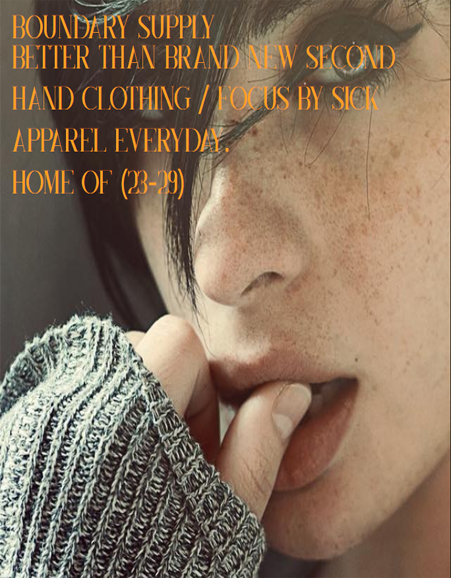 BOUNDARY SUPPLY
BETTER THAN BRAND NEW SECOND
HAND CLOTHING / FOCUS BY SICK
APPAREL EVERYDAY.
HOME OF (23-29)